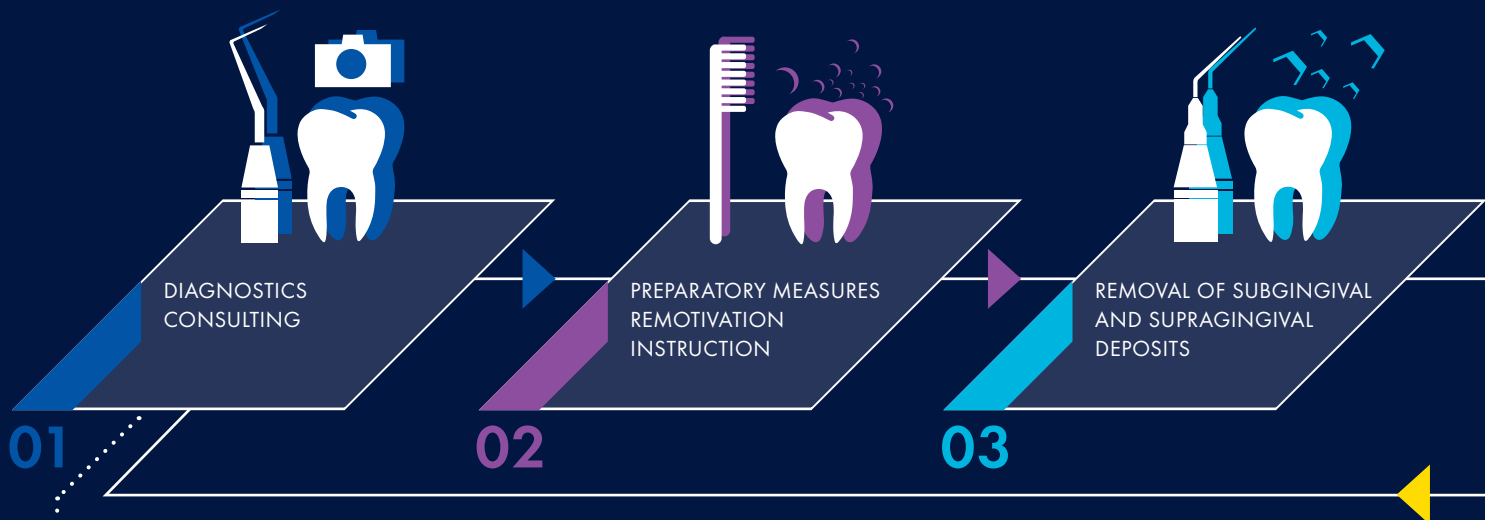 DIAGNOSTICS
CONSULTING
01
PREPARATORY MEASURES
REMOTIVATION
INSTRUCTION
02
REMOVAL OF SUBGINGIVAL
AND SUPRAGINGIVAL
DEPOSITS
03